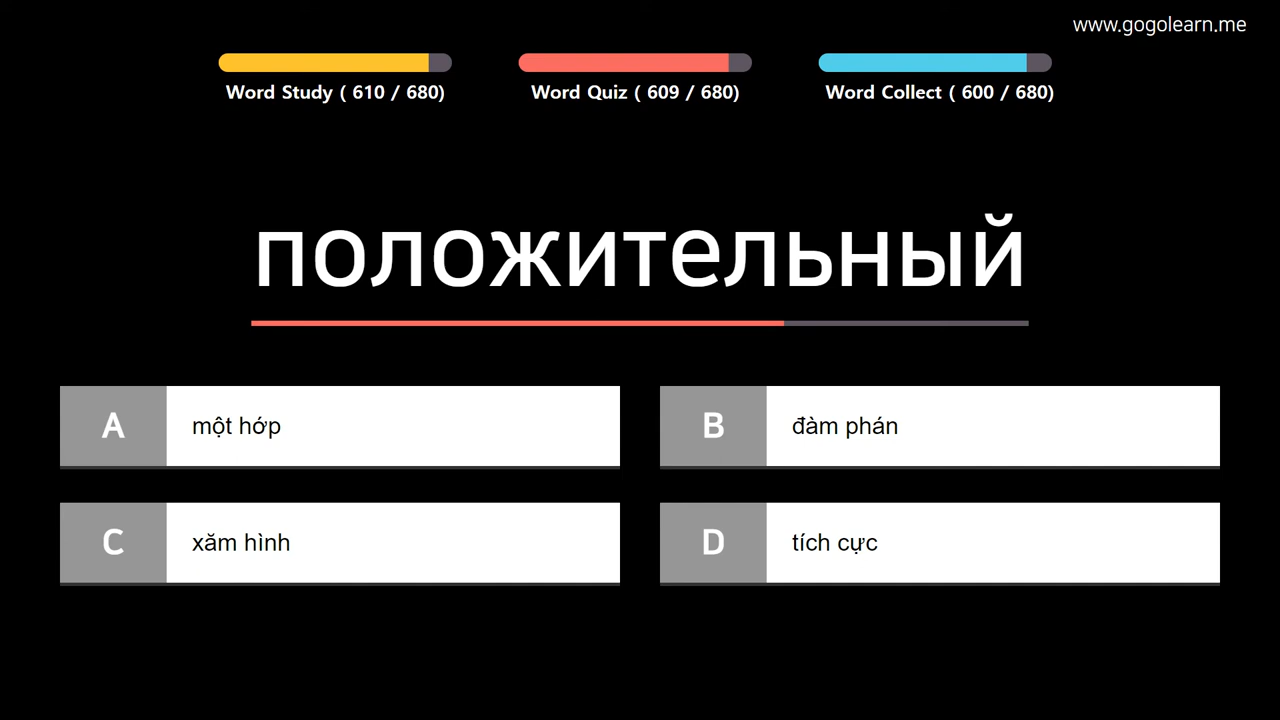 www.gogolearn.me
Word Study ( 610 / 680)
Word Quiz ( 609 / 680)
Word Collect ( 600 / 680)
положительный
A
một hớp
B
đàm phán
C
xăm hình
D
tích cực